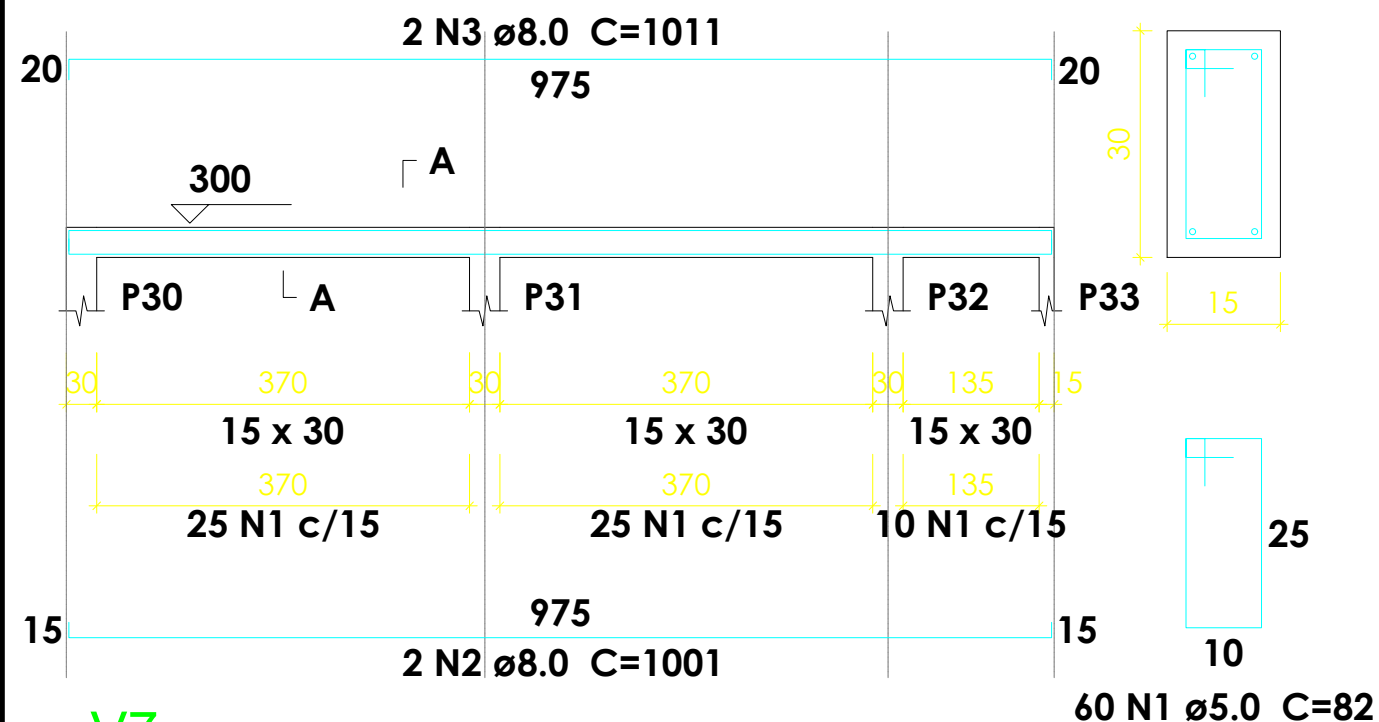 2 N3 ø8.0 C=1011
20 975 20
A
300
30
P30 A P31 P32 P33
15
30 370 30 370 30 135 15
15 x 30 15 x 30 15 x 30
370 370 135
25 N1 c/15 25 N1 c/15 10 N1 c/15
25
15 975 15
2 N2 ø8.0 C=1001
10
60 N1 ø5.0 C=82